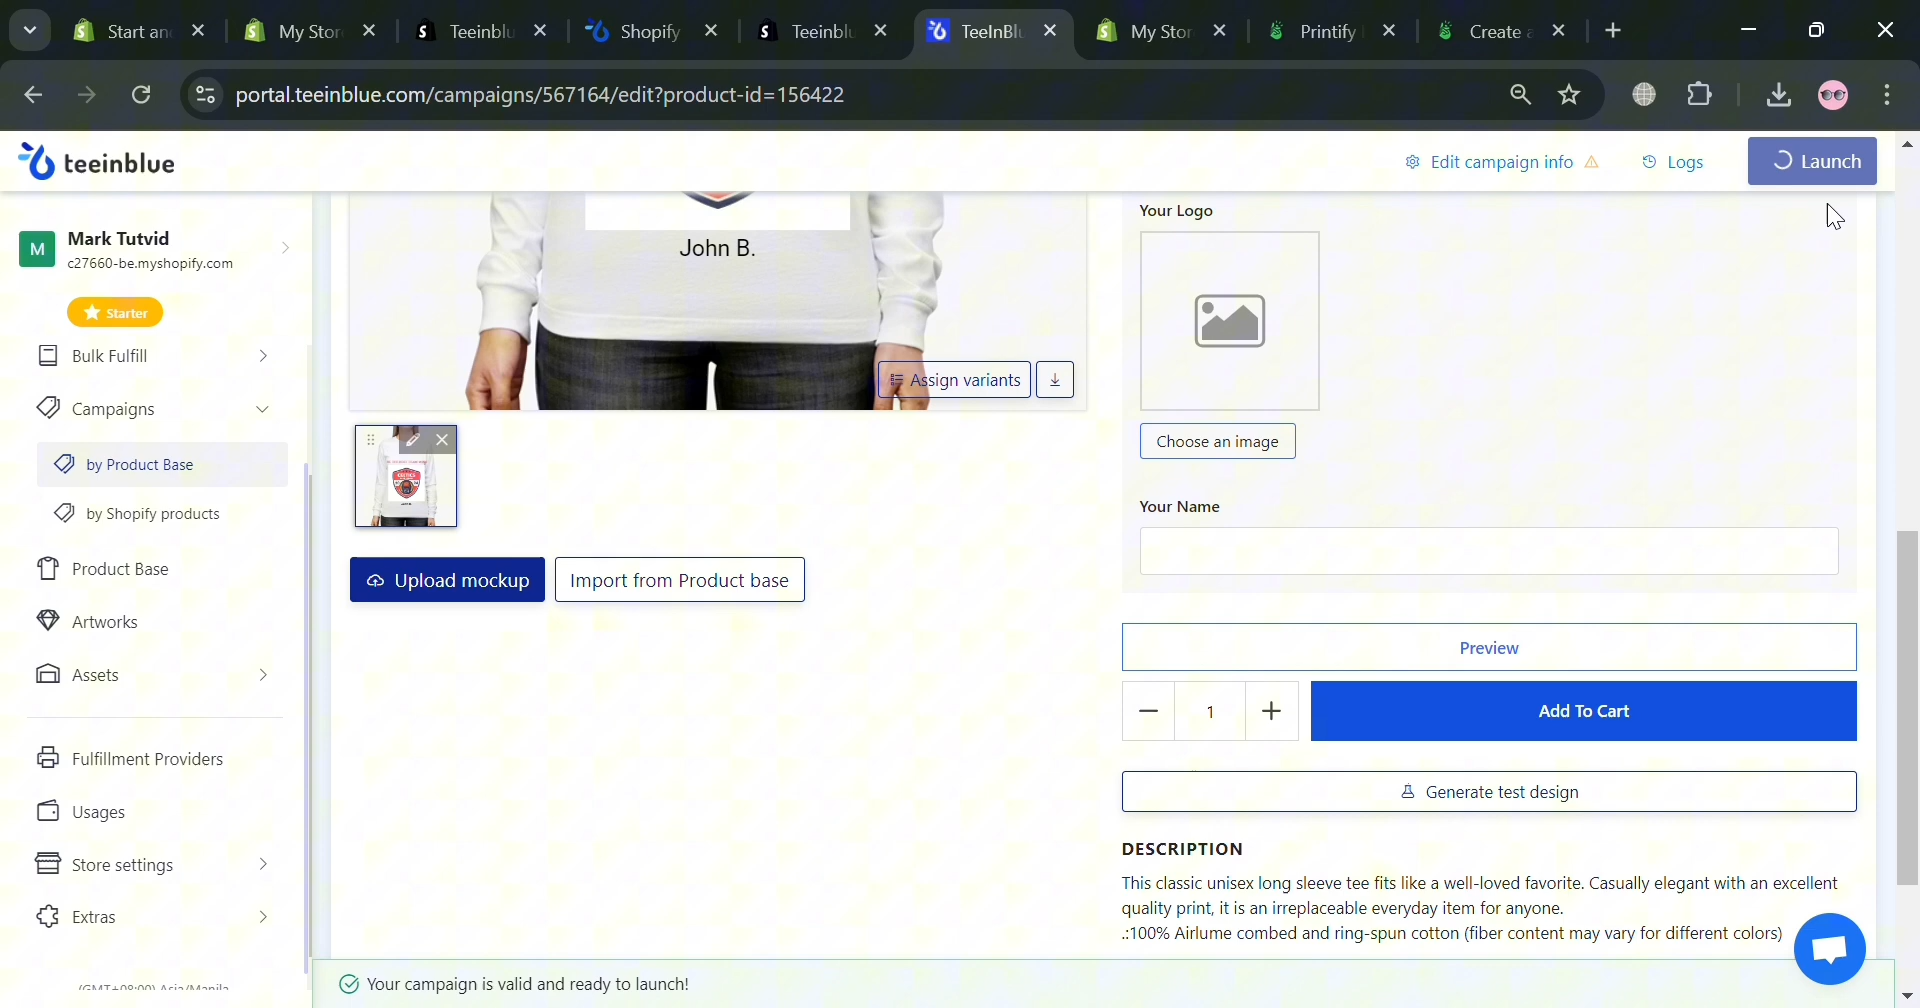 Start an
My Stor
Teeinblu
Shopify
Teeinblu
TeeInBl
My Stor
Printify
Create a
portal.teeinblue.com/campaigns/567164/edit?product-id=156422
teeinblue
Edit campaign info
Logs
Launch
M
Mark Tutvid
c27660-be.myshopify.com
Starter
Bulk Fulfill
Campaigns
by Product Base
by Shopify products
Product Base
Artworks
Assets
Fulfillment Providers
Usages
Store settings
Extras
(GMT+08:00) Asia/Manila
John B.
Assign variants
Upload mockup
Import from Product base
Your Logo
Choose an image
Your Name
Preview
1
Add To Cart
Generate test design
DESCRIPTION
This classic unisex long sleeve tee fits like a well-loved favorite. Casually elegant with an excellent
quality print, it is an irreplaceable everyday item for anyone.
.:100% Airlume combed and ring-spun cotton (fiber content may vary for different colors)
Your campaign is valid and ready to launch!